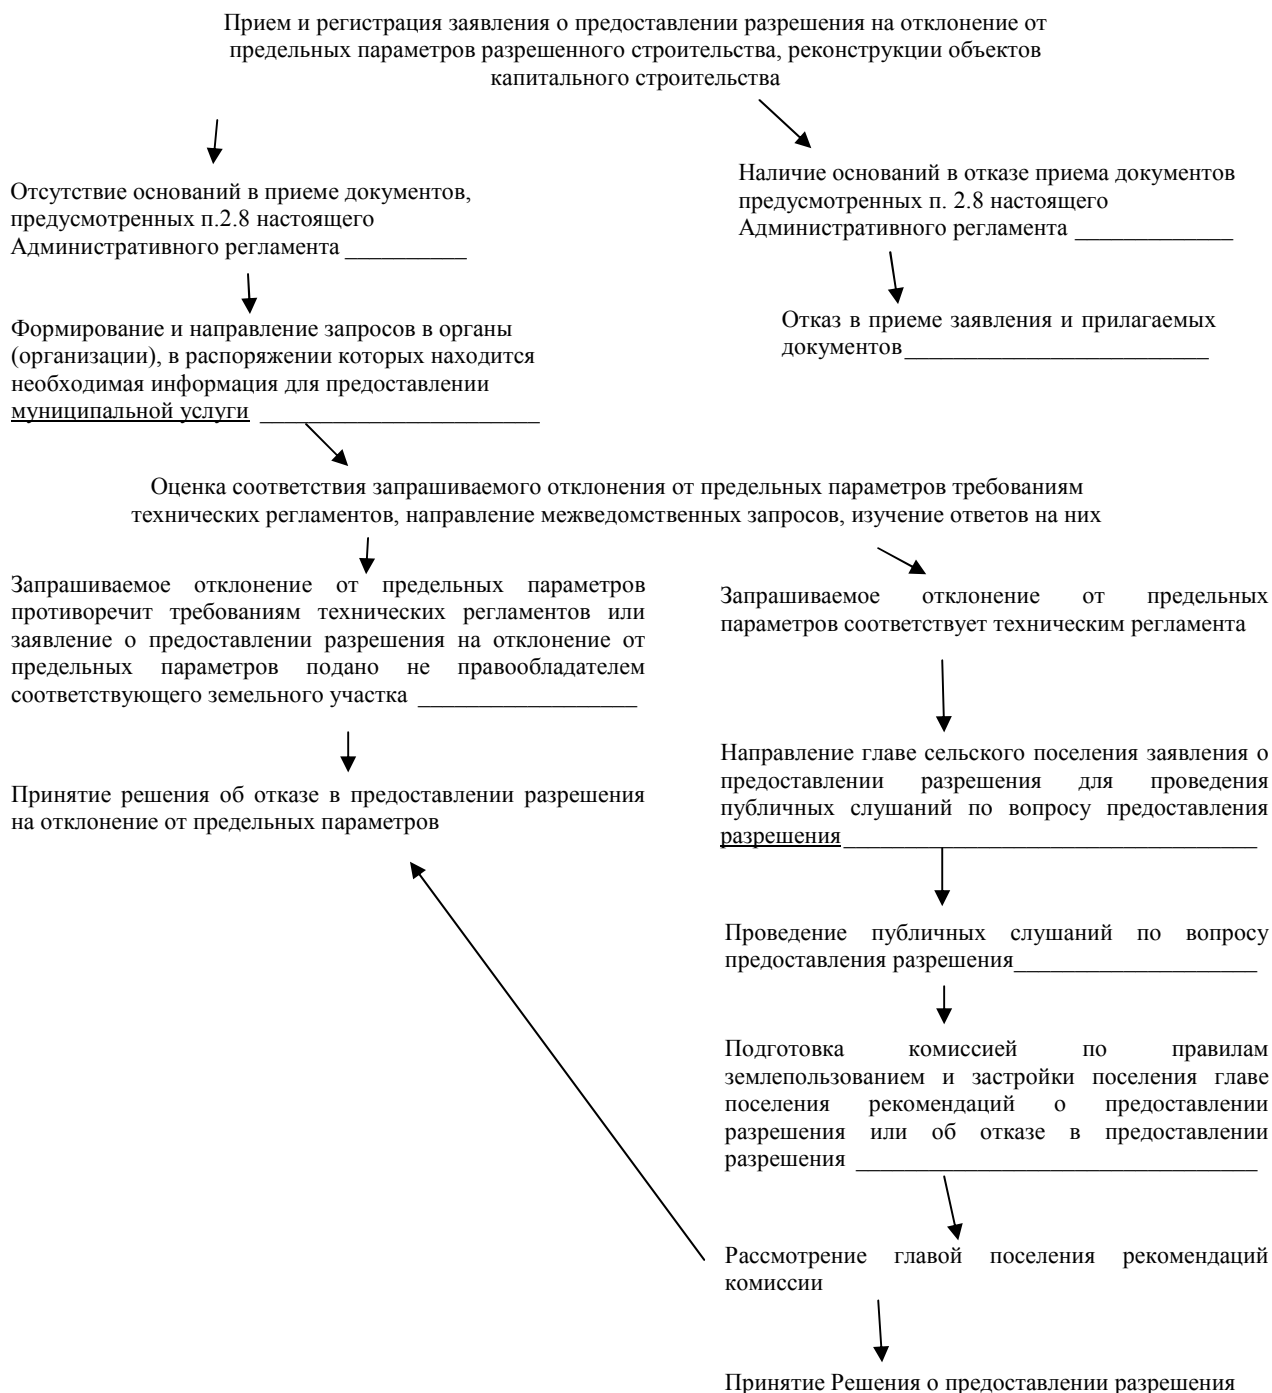 Прием и регистрация заявления о предоставлении разрешения на отклонение от
предельных параметров разрешенного строительства, реконструкции объектов
капитального строительства
Отсутствие оснований в приеме документов,
предусмотренных п.2.8 настоящего
Административного регламента __________
Наличие оснований в отказе приема документов
предусмотренных п. 2.8 настоящего
Административного регламента _____________
Формирование и направление запросов в органы
(организации), в распоряжении которых находится
необходимая информация для предоставлении
муниципальной услуги _______________________
Отказ в приеме заявления и прилагаемых
документов_________________________
Оценка соответствия запрашиваемого отклонения от предельных параметров требованиям
технических регламентов, направление межведомственных запросов, изучение ответов на них
Запрашиваемое отклонение от предельных параметров
противоречит требованиям технических регламентов или
заявление о предоставлении разрешения на отклонение от
предельных параметров подано не правообладателем
соответствующего земельного участка __________________
Запрашиваемое отклонение от предельных
параметров соответствует техническим регламента
Принятие решения об отказе в предоставлении разрешения
на отклонение от предельных параметров
Направление главе сельского поселения заявления о
предоставлении разрешения для проведения
публичных слушаний по вопросу предоставления
разрешения__________________________________
Проведение публичных слушаний по вопросу
предоставления разрешения____________________
Подготовка комиссией по правилам
землепользованием и застройки поселения главе
поселения рекомендаций о предоставлении
разрешения или об отказе в предоставлении
разрешения _________________________________
Рассмотрение главой поселения рекомендаций
комиссии
Принятие Решения о предоставлении разрешения